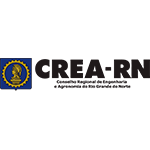 CREA-RN
Conselho Regional de Engenharia
e Agronomia do Rio Grande do Norte